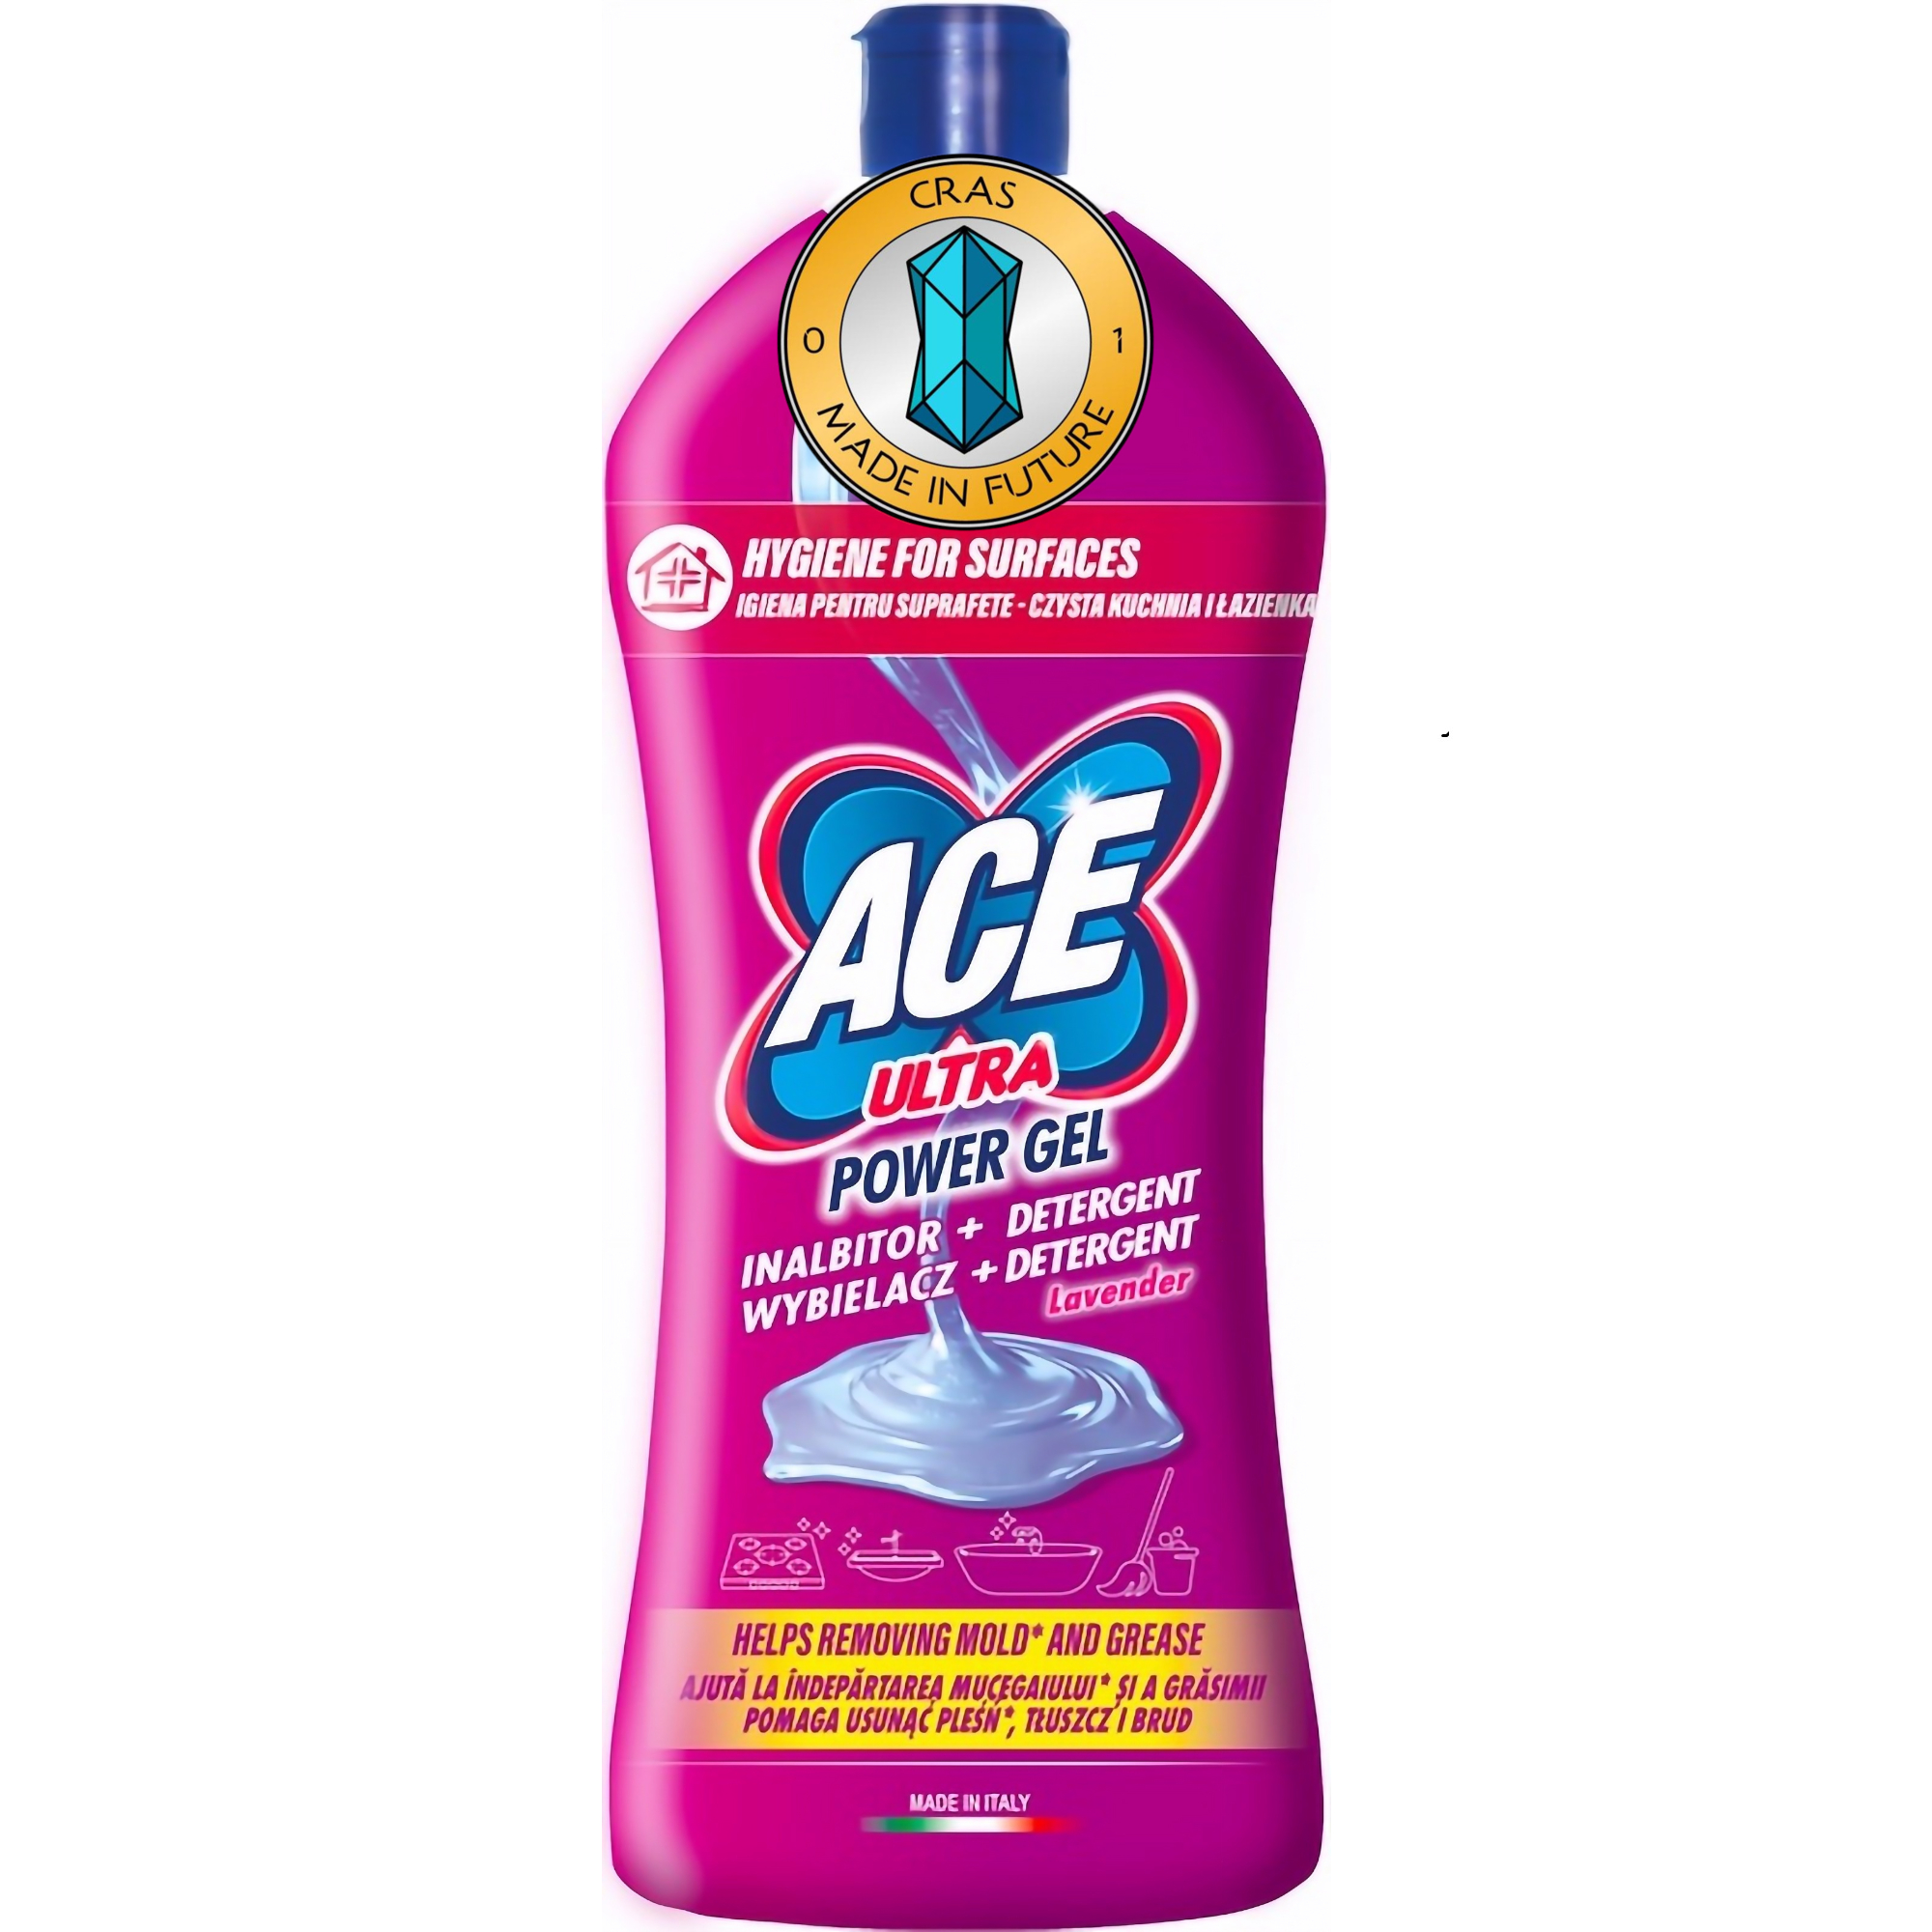 CRAS
0 1
MADE IN FUTURE
HYGIENE FOR SURFACES
IGIENA PENTRU SUPRAFETE - CZYSTA KUCHNIA I ŁAZIENKA
ACE
ULTRA
POWER GEL
INALBITOR + DETERGENT
WYBIELACZ + DETERGENT
Lavender
HELPS REMOVING MOLD* AND GREASE
AJUTĂ LA ÎNDEPĂRTAREA MUCEGAIULUI* ȘI A GRĂSIMII
POMAGA USUNĄĆ PLEŚŃ*, TŁUSZCZ I BRUD
MADE IN ITALY